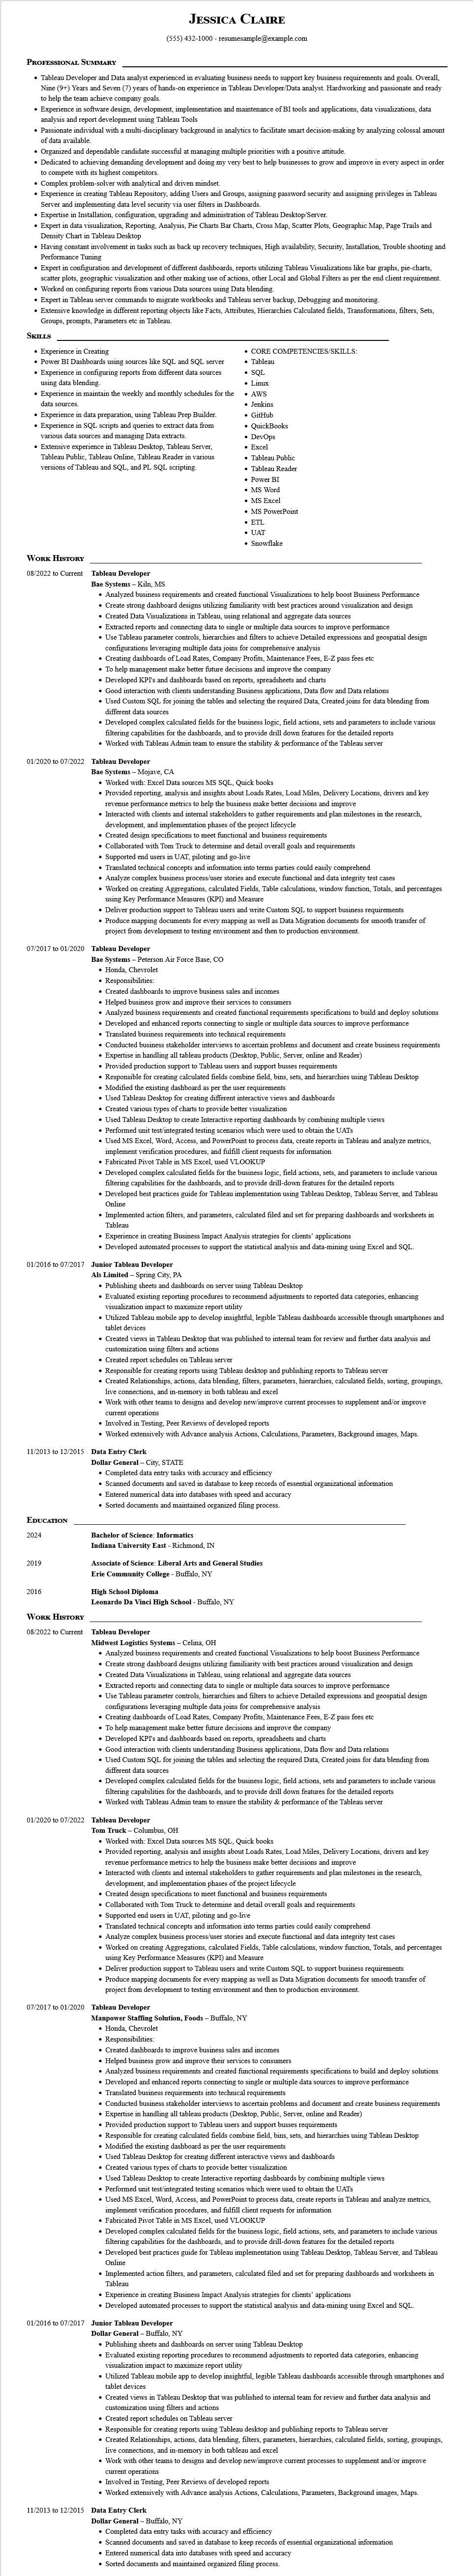 Jessica Claire
(555) 432-1000 - resumesample@example.com
Professional Summary
• Tableau Developer and Data analyst experienced in evaluating business needs to support key business requirements and goals. Overall,
Nine (9+) Years and Seven (7) years of hands-on experience in Tableau Developer/Data analyst. Hardworking and passionate and ready
to help the team achieve company goals.
• Experience in software design, development, implementation and maintenance of BI tools and applications, data visualizations, data
analysis and report development using Tableau Tools
• Passionate individual with a multi-disciplinary background in analytics to facilitate smart decision-making by analyzing colossal amount
of data available.
• Organized and dependable candidate successful at managing multiple priorities with a positive attitude.
• Dedicated to achieving demanding development and doing my very best to help businesses to grow and improve in every aspect in order
to compete with its highest competitors.
• Complex problem-solver with analytical and driven mindset.
• Experience in creating Tableau Repository, adding Users and Groups, assigning password security and assigning privileges in Tableau
Server and implementing data level security via user filters in Dashboards.
• Expertise in Installation, configuration, upgrading and administration of Tableau Desktop/Server.
• Expert in data visualization, Reporting, Analysis, Pie Charts Bar Charts, Cross Map, Scatter Plots, Geographic Map, Page Trails and
Density Chart in Tableau Desktop
• Having constant involvement in tasks such as back up recovery techniques, High availability, Security, Installation, Trouble shooting and
Performance Tuning
• Expert in configuration and development of different dashboards, reports utilizing Tableau Visualizations like bar graphs, pie-charts,
scatter plots, geographic visualization and other making use of actions, other Local and Global Filters as per the end client requirement.
• Worked on configuring reports from various Data sources using Data blending.
• Expert in Tableau server commands to migrate workbooks and Tableau server backup, Debugging and monitoring.
• Extensive knowledge in different reporting objects like Facts, Attributes, Hierarchies Calculated fields, Transformations, filters, Sets,
Groups, prompts, Parameters etc in Tableau.
Skills
• Experience in Creating
• Power BI Dashboards using sources like SQL and SQL server
• Experience in configuring reports from different data sources
using data blending.
• Experience in maintain the weekly and monthly schedules for the
data sources.
• Experience in data preparation, using Tableau Prep Builder.
• Experience in SQL scripts and queries to extract data from
various data sources and managing Data extracts.
• Extensive experience in Tableau Desktop, Tableau Server,
Tableau Public, Tableau Online, Tableau Reader in various
versions of Tableau and SQL, and PL SQL scripting.
• CORE COMPETENCIES/SKILLS:
• Tableau
• SQL
• Linux
• AWS
• Jenkins
• GitHub
• QuickBooks
• DevOps
• Excel
• Tableau Public
• Tableau Reader
• Power BI
• MS Word
• MS Excel
• MS PowerPoint
• ETL
• UAT
• Snowflake
Work History
08/2022 to Current Tableau Developer
Bae Systems – Kiln, MS
• Analyzed business requirements and created functional Visualizations to help boost Business Performance
• Create strong dashboard designs utilizing familiarity with best practices around visualization and design
• Created Data Visualizations in Tableau, using relational and aggregate data sources
• Extracted reports and connecting data to single or multiple data sources to improve performance
• Use Tableau parameter controls, hierarchies and filters to achieve Detailed expressions and geospatial design
configurations leveraging multiple data joins for comprehensive analysis
• Creating dashboards of Load Rates, Company Profits, Maintenance Fees, E-Z pass fees etc
• To help management make better future decisions and improve the company
• Developed KPI's and dashboards based on reports, spreadsheets and charts
• Good interaction with clients understanding Business applications, Data flow and Data relations
• Used Custom SQL for joining the tables and selecting the required Data, Created joins for data blending from
different data sources
• Developed complex calculated fields for the business logic, field actions, sets and parameters to include various
filtering capabilities for the dashboards, and to provide drill down features for the detailed reports
• Worked with Tableau Admin team to ensure the stability & performance of the Tableau server
01/2020 to 07/2022 Tableau Developer
Bae Systems – Mojave, CA
• Worked with: Excel Data sources MS SQL, Quick books
• Provided reporting, analysis and insights about Loads Rates, Load Miles, Delivery Locations, drivers and key
revenue performance metrics to help the business make better decisions and improve
• Interacted with clients and internal stakeholders to gather requirements and plan milestones in the research,
development, and implementation phases of the project lifecycle
• Created design specifications to meet functional and business requirements
• Collaborated with Tom Truck to determine and detail overall goals and requirements
• Supported end users in UAT, piloting and go-live
• Translated technical concepts and information into terms parties could easily comprehend
• Analyze complex business process/user stories and execute functional and data integrity test cases
• Worked on creating Aggregations, calculated Fields, Table calculations, window function, Totals, and percentages
using Key Performance Measures (KPI) and Measure
• Deliver production support to Tableau users and write Custom SQL to support business requirements
• Produce mapping documents for every mapping as well as Data Migration documents for smooth transfer of
project from development to testing environment and then to production environment.
07/2017 to 01/2020 Tableau Developer
Bae Systems – Peterson Air Force Base, CO
• Honda, Chevrolet
• Responsibilities:
• Created dashboards to improve business sales and incomes
• Helped business grow and improve their services to consumers
• Analyzed business requirements and created functional requirements specifications to build and deploy solutions
• Developed and enhanced reports connecting to single or multiple data sources to improve performance
• Translated business requirements into technical requirements
• Conducted business stakeholder interviews to ascertain problems and document and create business requirements
• Expertise in handling all tableau products (Desktop, Public, Server, online and Reader)
• Provided production support to Tableau users and support busses requirements
• Responsible for creating calculated fields combine field, bins, sets, and hierarchies using Tableau Desktop
• Modified the existing dashboard as per the user requirements
• Used Tableau Desktop for creating different interactive views and dashboards
• Created various types of charts to provide better visualization
• Used Tableau Desktop to create Interactive reporting dashboards by combining multiple views
• Performed unit test/integrated testing scenarios which were used to obtain the UATs
• Used MS Excel, Word, Access, and PowerPoint to process data, create reports in Tableau and analyze metrics,
implement verification procedures, and fulfill client requests for information
• Fabricated Pivot Table in MS Excel, used VLOOKUP
• Developed complex calculated fields for the business logic, field actions, sets, and parameters to include various
filtering capabilities for the dashboards, and to provide drill-down features for the detailed reports
• Developed best practices guide for Tableau implementation using Tableau Desktop, Tableau Server, and Tableau
Online
• Implemented action filters, and parameters, calculated filed and set for preparing dashboards and worksheets in
Tableau
• Experience in creating Business Impact Analysis strategies for clients' applications
• Developed automated processes to support the statistical analysis and data-mining using Excel and SQL.
01/2016 to 07/2017 Junior Tableau Developer
Als Limited – Spring City, PA
• Publishing sheets and dashboards on server using Tableau Desktop
• Evaluated existing reporting procedures to recommend adjustments to reported data categories, enhancing
visualization impact to maximize report utility
• Utilized Tableau mobile app to develop insightful, legible Tableau dashboards accessible through smartphones and
tablet devices
• Created views in Tableau Desktop that was published to internal team for review and further data analysis and
customization using filters and actions
• Created report schedules on Tableau server
• Responsible for creating reports using Tableau desktop and publishing reports to Tableau server
• Created Relationships, actions, data blending, filters, parameters, hierarchies, calculated fields, sorting, groupings,
live connections, and in-memory in both tableau and excel
• Work with other teams to designs and develop new/improve current processes to supplement and/or improve
current operations
• Involved in Testing, Peer Reviews of developed reports
• Worked extensively with Advance analysis Actions, Calculations, Parameters, Background images, Maps.
11/2013 to 12/2015 Data Entry Clerk
Dollar General – City, STATE
• Completed data entry tasks with accuracy and efficiency
• Scanned documents and saved in database to keep records of essential organizational information
• Entered numerical data into databases with speed and accuracy
• Sorted documents and maintained organized filing process.
Education
2024 Bachelor of Science: Informatics
Indiana University East - Richmond, IN
2019 Associate of Science: Liberal Arts and General Studies
Erie Community College - Buffalo, NY
2016 High School Diploma
Leonardo Da Vinci High School - Buffalo, NY
Work History
08/2022 to Current Tableau Developer
Midwest Logistics Systems – Celina, OH
• Analyzed business requirements and created functional Visualizations to help boost Business Performance
• Create strong dashboard designs utilizing familiarity with best practices around visualization and design
• Created Data Visualizations in Tableau, using relational and aggregate data sources
• Extracted reports and connecting data to single or multiple data sources to improve performance
• Use Tableau parameter controls, hierarchies and filters to achieve Detailed expressions and geospatial design
configurations leveraging multiple data joins for comprehensive analysis
• Creating dashboards of Load Rates, Company Profits, Maintenance Fees, E-Z pass fees etc
• To help management make better future decisions and improve the company
• Developed KPI's and dashboards based on reports, spreadsheets and charts
• Good interaction with clients understanding Business applications, Data flow and Data relations
• Used Custom SQL for joining the tables and selecting the required Data, Created joins for data blending from
different data sources
• Developed complex calculated fields for the business logic, field actions, sets and parameters to include various
filtering capabilities for the dashboards, and to provide drill down features for the detailed reports
• Worked with Tableau Admin team to ensure the stability & performance of the Tableau server
01/2020 to 07/2022 Tableau Developer
Tom Truck – Columbus, OH
• Worked with: Excel Data sources MS SQL, Quick books
• Provided reporting, analysis and insights about Loads Rates, Load Miles, Delivery Locations, drivers and key
revenue performance metrics to help the business make better decisions and improve
• Interacted with clients and internal stakeholders to gather requirements and plan milestones in the research,
development, and implementation phases of the project lifecycle
• Created design specifications to meet functional and business requirements
• Collaborated with Tom Truck to determine and detail overall goals and requirements
• Supported end users in UAT, piloting and go-live
• Translated technical concepts and information into terms parties could easily comprehend
• Analyze complex business process/user stories and execute functional and data integrity test cases
• Worked on creating Aggregations, calculated Fields, Table calculations, window function, Totals, and percentages
using Key Performance Measures (KPI) and Measure
• Deliver production support to Tableau users and write Custom SQL to support business requirements
• Produce mapping documents for every mapping as well as Data Migration documents for smooth transfer of
project from development to testing environment and then to production environment.
07/2017 to 01/2020 Tableau Developer
Manpower Staffing Solution, Foods – Buffalo, NY
• Honda, Chevrolet
• Responsibilities:
• Created dashboards to improve business sales and incomes
• Helped business grow and improve their services to consumers
• Analyzed business requirements and created functional requirements specifications to build and deploy solutions
• Developed and enhanced reports connecting to single or multiple data sources to improve performance
• Translated business requirements into technical requirements
• Conducted business stakeholder interviews to ascertain problems and document and create business requirements
• Expertise in handling all tableau products (Desktop, Public, Server, online and Reader)
• Provided production support to Tableau users and support busses requirements
• Responsible for creating calculated fields combine field, bins, sets, and hierarchies using Tableau Desktop
• Modified the existing dashboard as per the user requirements
• Used Tableau Desktop for creating different interactive views and dashboards
• Created various types of charts to provide better visualization
• Used Tableau Desktop to create Interactive reporting dashboards by combining multiple views
• Performed unit test/integrated testing scenarios which were used to obtain the UATs
• Used MS Excel, Word, Access, and PowerPoint to process data, create reports in Tableau and analyze metrics,
implement verification procedures, and fulfill client requests for information
• Fabricated Pivot Table in MS Excel, used VLOOKUP
• Developed complex calculated fields for the business logic, field actions, sets, and parameters to include various
filtering capabilities for the dashboards, and to provide drill-down features for the detailed reports
• Developed best practices guide for Tableau implementation using Tableau Desktop, Tableau Server, and Tableau
Online
• Implemented action filters, and parameters, calculated filed and set for preparing dashboards and worksheets in
Tableau
• Experience in creating Business Impact Analysis strategies for clients' applications
• Developed automated processes to support the statistical analysis and data-mining using Excel and SQL.
01/2016 to 07/2017 Junior Tableau Developer
Dollar General – Buffalo, NY
• Publishing sheets and dashboards on server using Tableau Desktop
• Evaluated existing reporting procedures to recommend adjustments to reported data categories, enhancing
visualization impact to maximize report utility
• Utilized Tableau mobile app to develop insightful, legible Tableau dashboards accessible through smartphones and
tablet devices
• Created views in Tableau Desktop that was published to internal team for review and further data analysis and
customization using filters and actions
• Created report schedules on Tableau server
• Responsible for creating reports using Tableau desktop and publishing reports to Tableau server
• Created Relationships, actions, data blending, filters, parameters, hierarchies, calculated fields, sorting, groupings,
live connections, and in-memory in both tableau and excel
• Work with other teams to designs and develop new/improve current processes to supplement and/or improve
current operations
• Involved in Testing, Peer Reviews of developed reports
• Worked extensively with Advance analysis Actions, Calculations, Parameters, Background images, Maps.
11/2013 to 12/2015 Data Entry Clerk
Dollar General – Buffalo, NY
• Completed data entry tasks with accuracy and efficiency
• Scanned documents and saved in database to keep records of essential organizational information
• Entered numerical data into databases with speed and accuracy
• Sorted documents and maintained organized filing process.